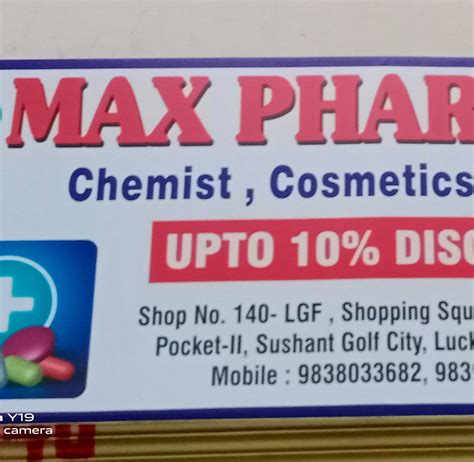 MAX PHAR
Chemist , Cosmetics
UPTO 10% DISC
Shop No. 140- LGF , Shopping Squ
Pocket-II, Sushant Golf City, Luck
Mobile : 9838033682, 983
Y19
camera